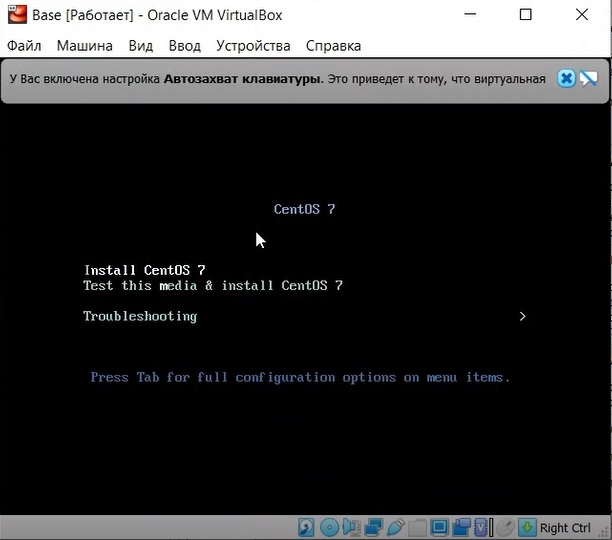 Base [Работает] - Oracle VM VirtualBox
Файл Машина Вид Ввод Устройства Справка
У Вас включена настройка Автозахват клавиатуры. Это приведет к тому, что виртуальная
CentOS 7
Install CentOS 7
Test this media & install CentOS 7
Troubleshooting >
Press Tab for full configuration options on menu items.
Right Ctrl